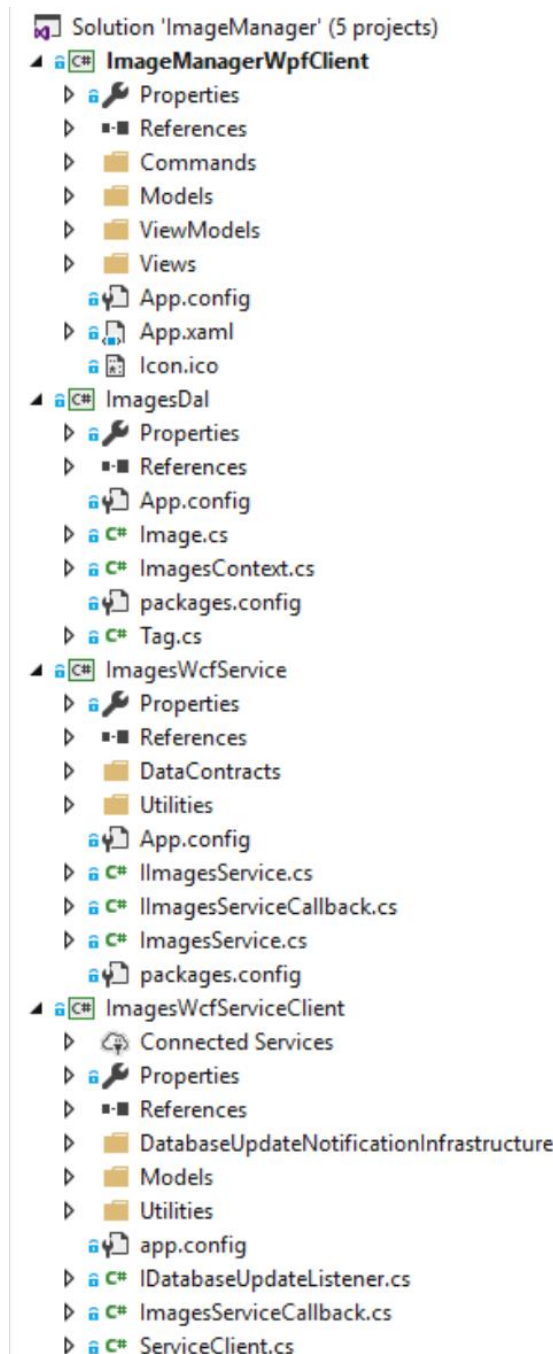 Solution 'ImageManager' (5 projects)
C# ImageManagerWpfClient
Properties
References
Commands
Models
ViewModels
Views
App.config
App.xaml
Icon.ico
C# ImagesDal
Properties
References
App.config
C# Image.cs
C# ImagesContext.cs
packages.config
C# Tag.cs
C# ImagesWcfService
Properties
References
DataContracts
Utilities
App.config
C# IImagesService.cs
C# IImagesServiceCallback.cs
C# ImagesService.cs
packages.config
C# ImagesWcfServiceClient
Connected Services
Properties
References
DatabaseUpdateNotificationInfrastructure
Models
Utilities
app.config
C# IDatabaseUpdateListener.cs
C# ImagesServiceCallback.cs
C# ServiceClient.cs